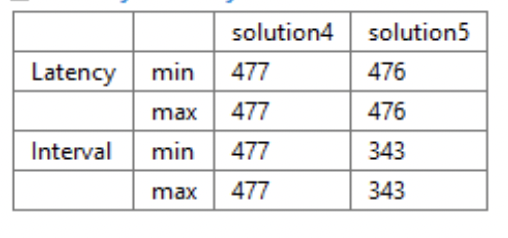 solution4 solution5
Latency min 477 476
max 477 476
Interval min 477 343
max 477 343